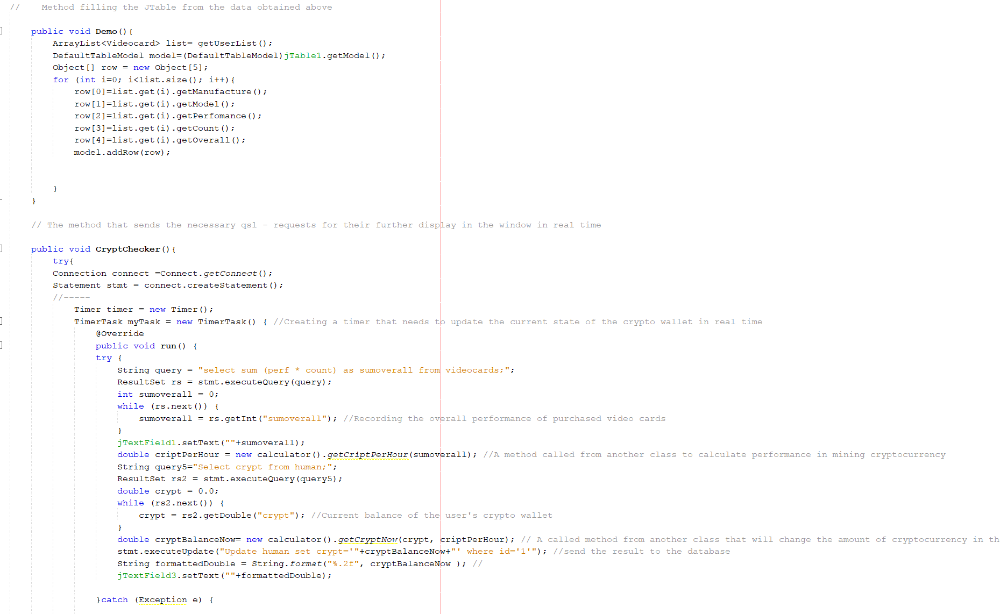 //    Method filling the JTable from the data obtained above
public void Demo(){
ArrayList<Videocard> list= getUserList();
DefaultTableModel model=(DefaultTableModel)jTable1.getModel();
Object[] row = new Object[5];
for (int i=0; i<list.size(); i++){
row[0]=list.get(i).getManufacture();
row[1]=list.get(i).getModel();
row[2]=list.get(i).getPerfomance();
row[3]=list.get(i).getCount();
row[4]=list.get(i).getOverall();
model.addRow(row);
}
}
// The method that sends the necessary qsl - requests for their further display in the window in real time
public void CryptChecker(){
try{
Connection connect =Connect.getConnect();
Statement stmt = connect.createStatement();
//-----
Timer timer = new Timer();
TimerTask myTask = new TimerTask() { //Creating a timer that needs to update the current state of the crypto wallet in real time
@Override
public void run() {
try {
String query = "select sum (perf * count) as sumoverall from videocards;";
ResultSet rs = stmt.executeQuery(query);
int sumoverall = 0;
while (rs.next()) {
sumoverall = rs.getInt("sumoverall"); //Recording the overall performance of purchased video cards
}
jTextField1.setText(""+sumoverall);
double criptPerHour = new calculator().getCriptPerHour(sumoverall); //A method called from another class to calculate performance in mining cryptocurrency
String query5="Select crypt from human;";
ResultSet rs2 = stmt.executeQuery(query5);
double crypt = 0.0;
while (rs2.next()) {
crypt = rs2.getDouble("crypt"); //Current balance of the user's crypto wallet
}
double cryptBalanceNow= new calculator().getCryptNow(crypt, criptPerHour); // A called method from another class that will change the amount of cryptocurrency in th
stmt.executeUpdate("Update human set crypt='"+cryptBalanceNow+"' where id='1'"); //send the result to the database
String formattedDouble = String.format("%.2f", cryptBalanceNow ); //
jTextField3.setText(""+formattedDouble);
}catch (Exception e) {